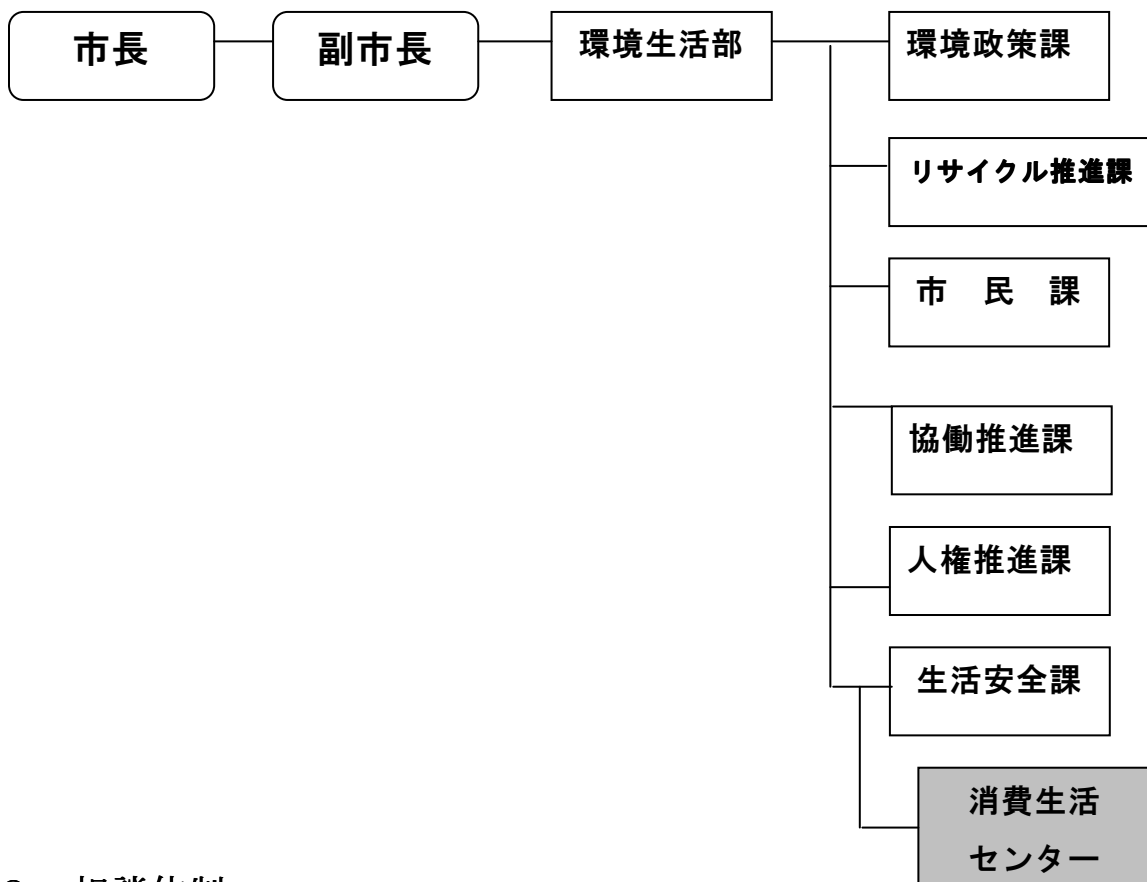 市長 副市長 環境生活部 環境政策課
リサイクル推進課
市 民 課
協働推進課
人権推進課
生活安全課
消費生活
センター